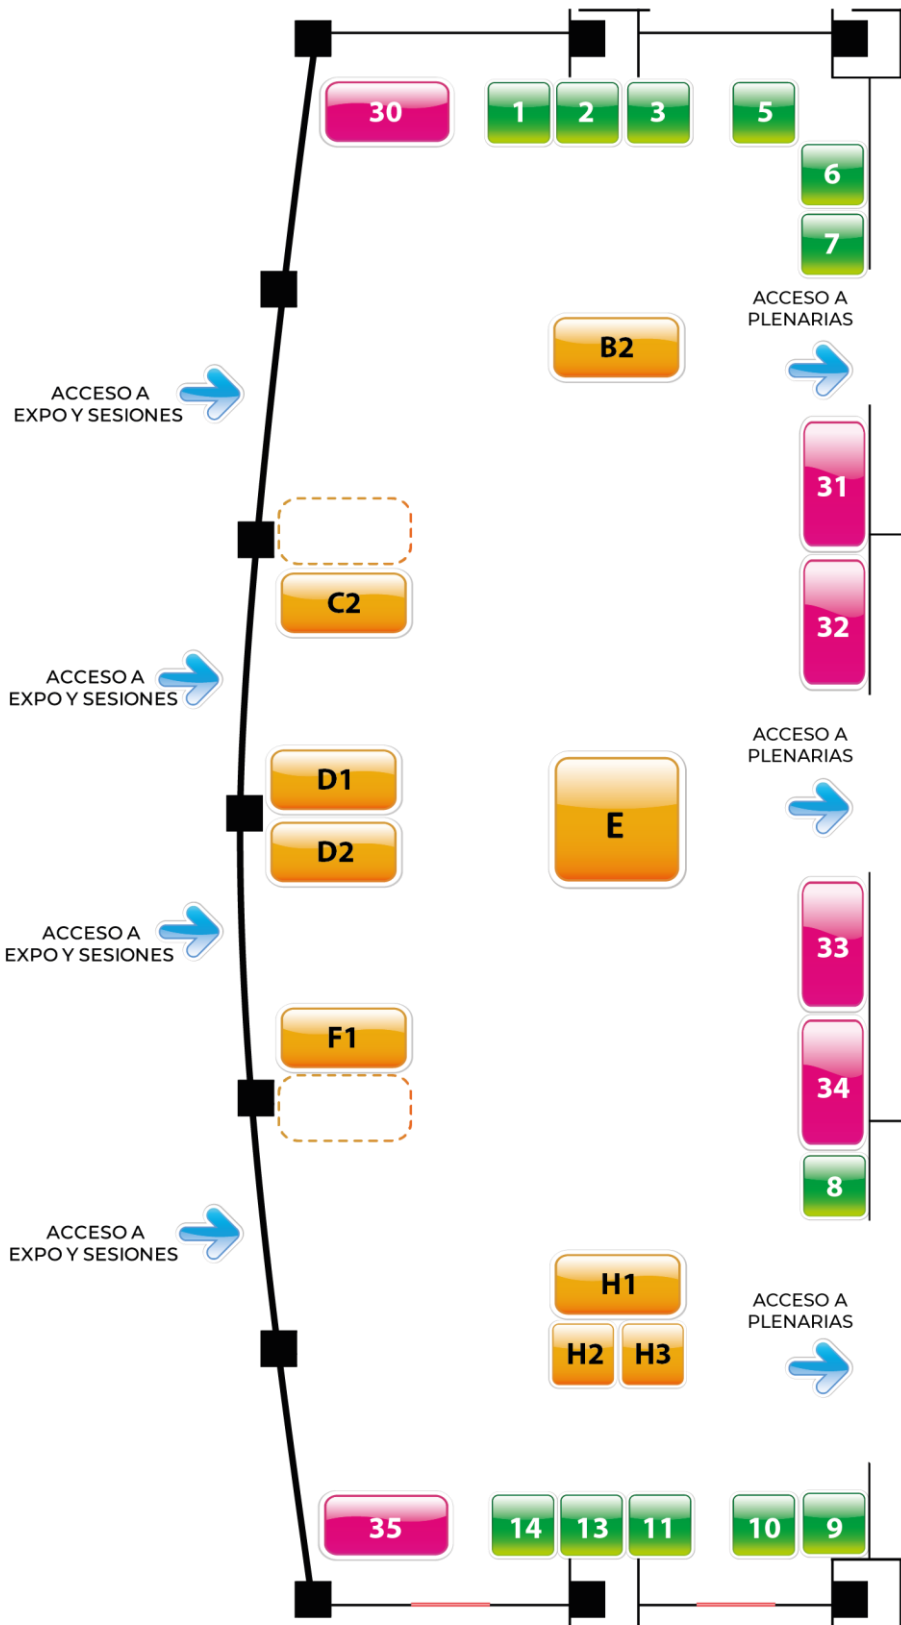 30
1
2
3
5
6
7
ACCESO A
PLENARIAS
B2
ACCESO A
EXPO Y SESIONES
31
C2
32
ACCESO A
EXPO Y SESIONES
ACCESO A
PLENARIAS
D1
E
D2
ACCESO A
EXPO Y SESIONES
33
F1
34
8
ACCESO A
EXPO Y SESIONES
H1
ACCESO A
PLENARIAS
H2
H3
35
14
13
11
10
9